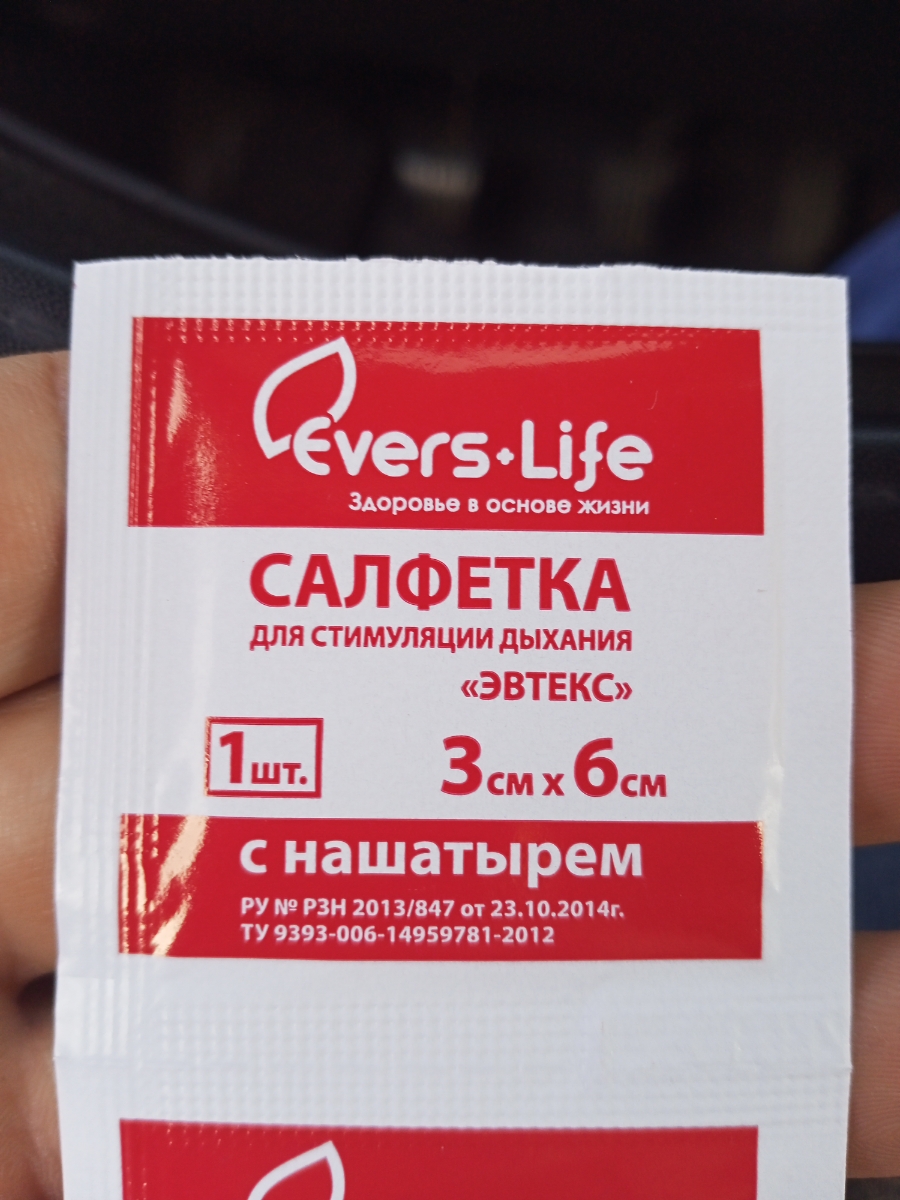 Evers+Life
Здоровье в основе жизни
САЛФЕТКА
ДЛЯ СТИМУЛЯЦИИ ДЫХАНИЯ
«ЭВТЕКС»
1шт. 3см х 6см
с нашатырем
РУ № РЗН 2013/847 от 23.10.2014г.
ТУ 9393-006-14959781-2012